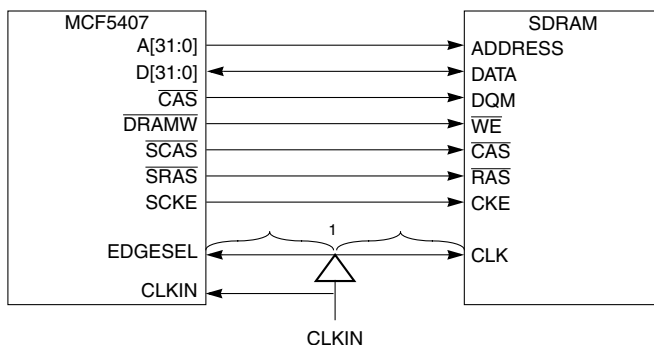 MCF5407 SDRAM
A[31:0] ADDRESS
D[31:0] DATA
CAS DQM
DRAMW WE
SCAS CAS
SRAS RAS
SCKE CKE
1
EDGESEL CLK
CLKIN
CLKIN